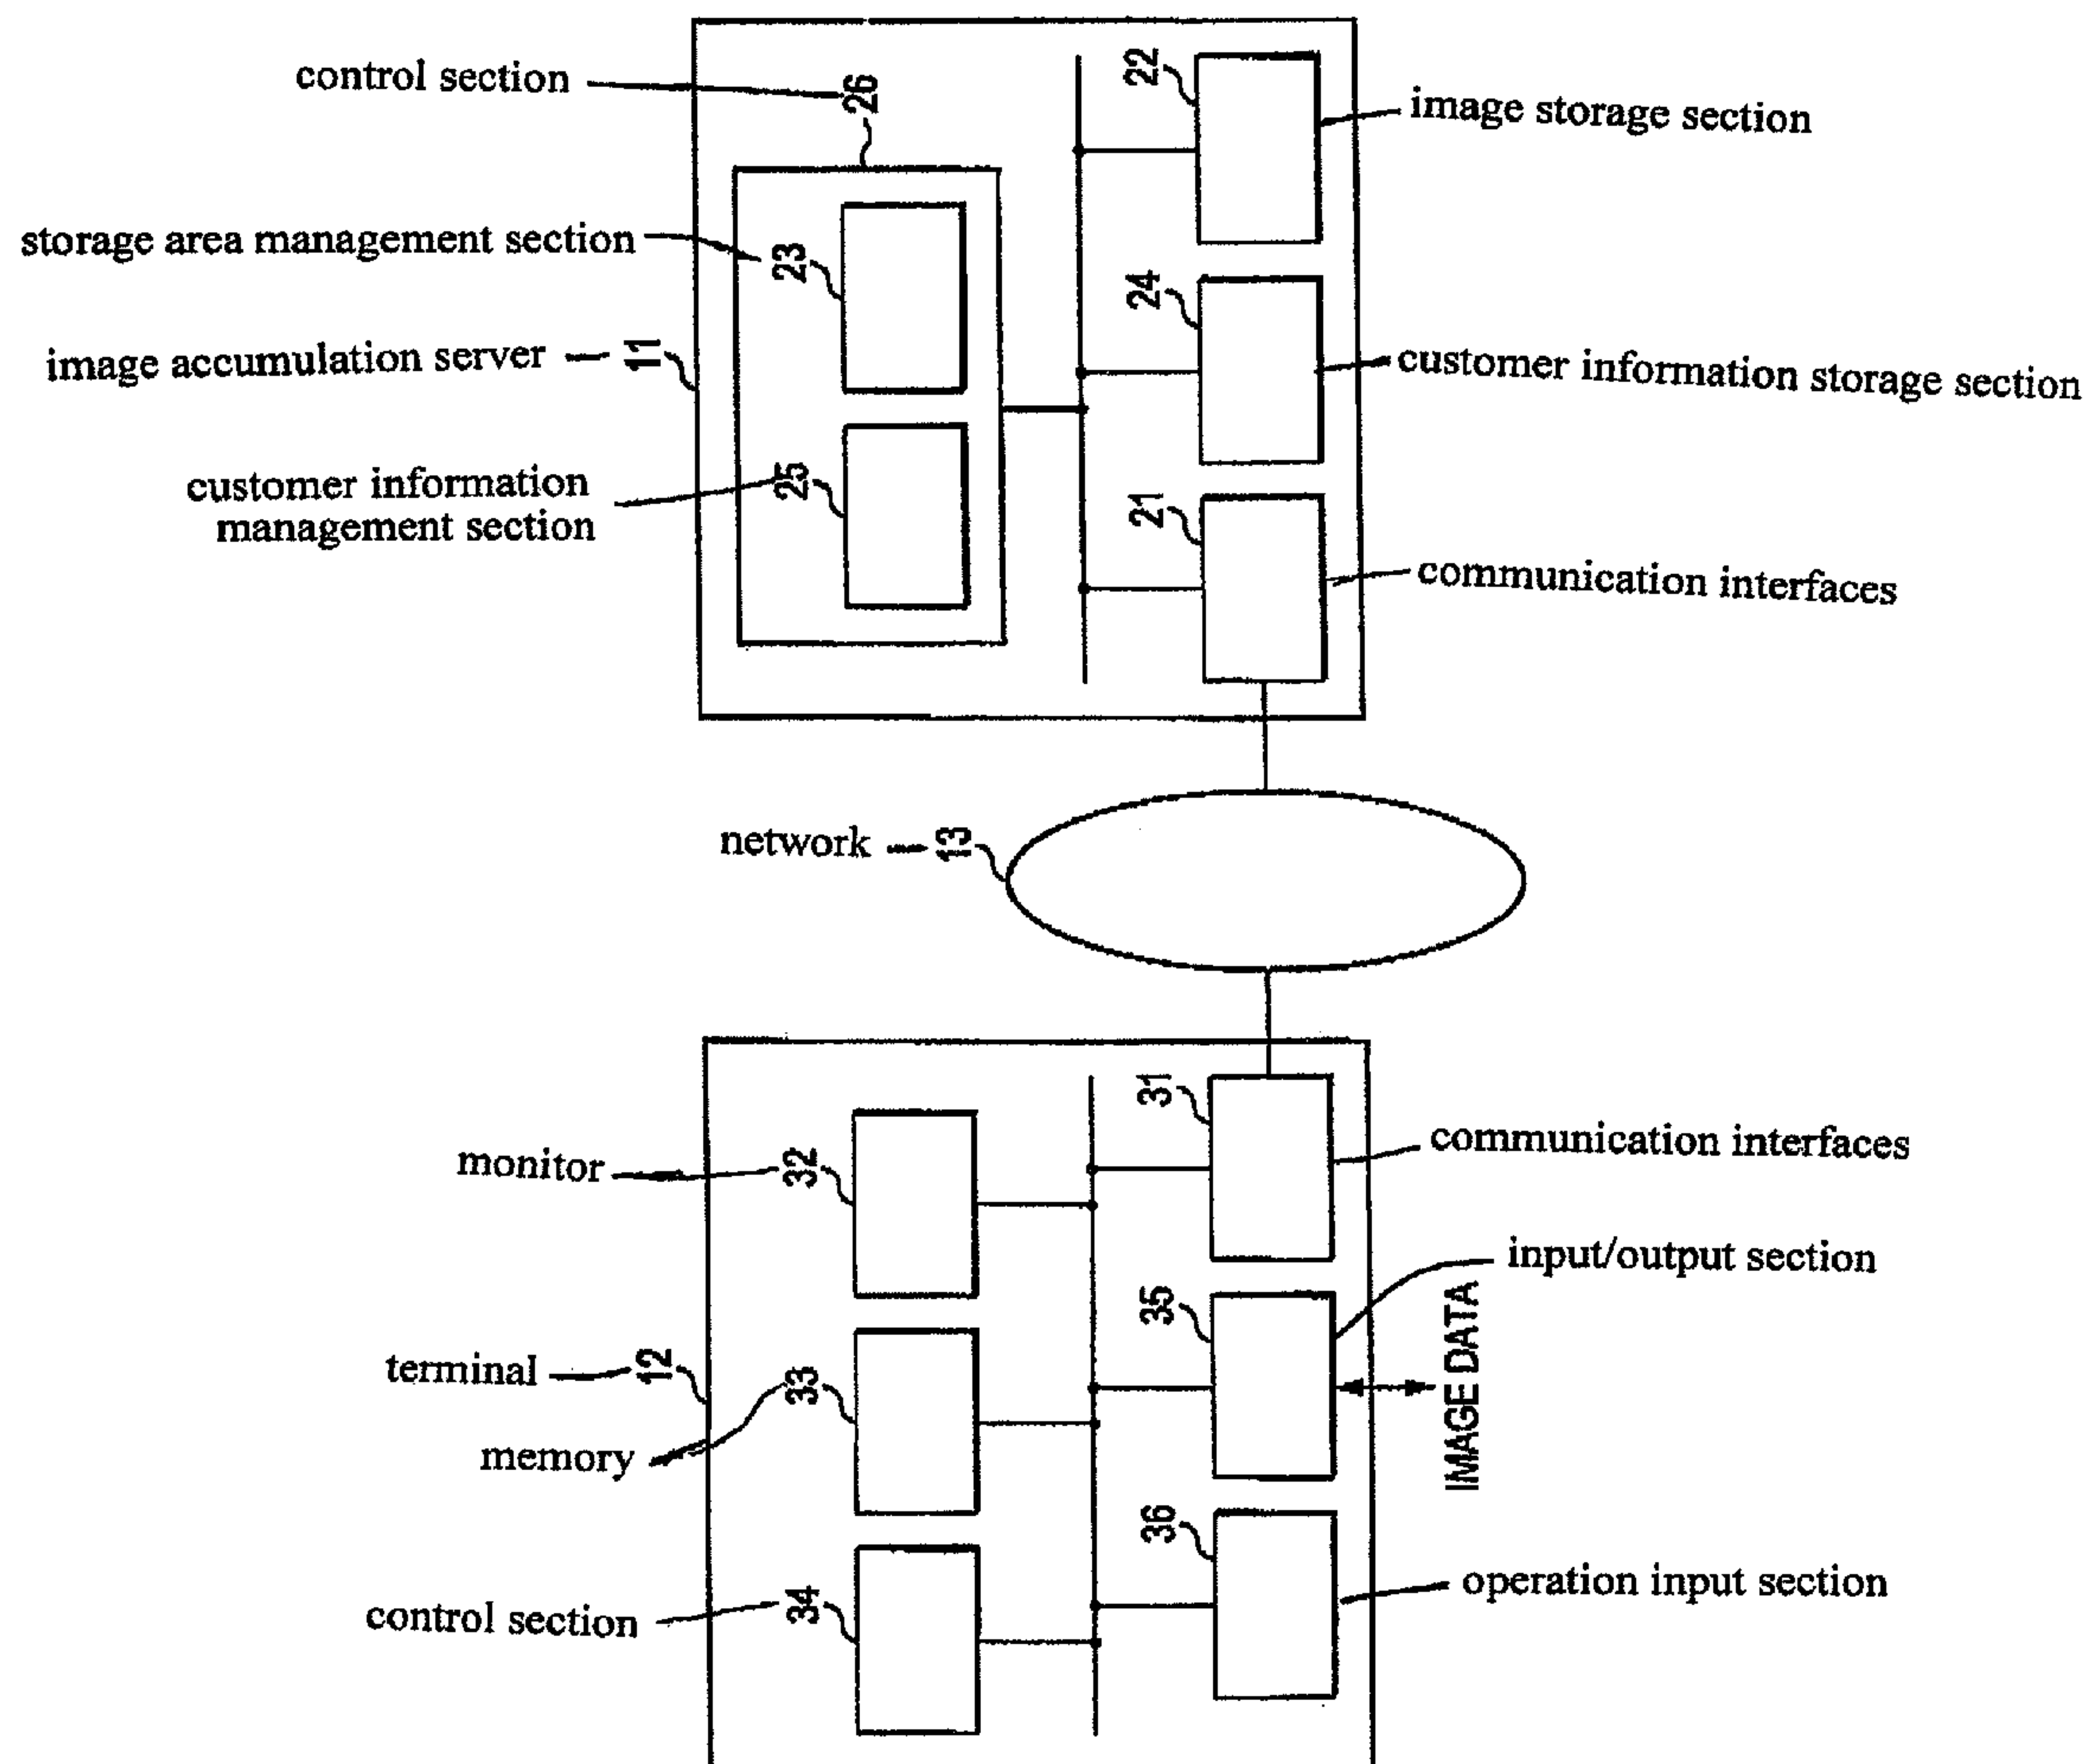 control section
26
22
image storage section
storage area management section
23
24
image accumulation server
11
customer information storage section
customer information
management section
25
21
communication interfaces
network
13
31
communication interfaces
monitor
32
input/output section
35
IMAGE DATA
terminal
12
33
memory
36
operation input section
control section
34